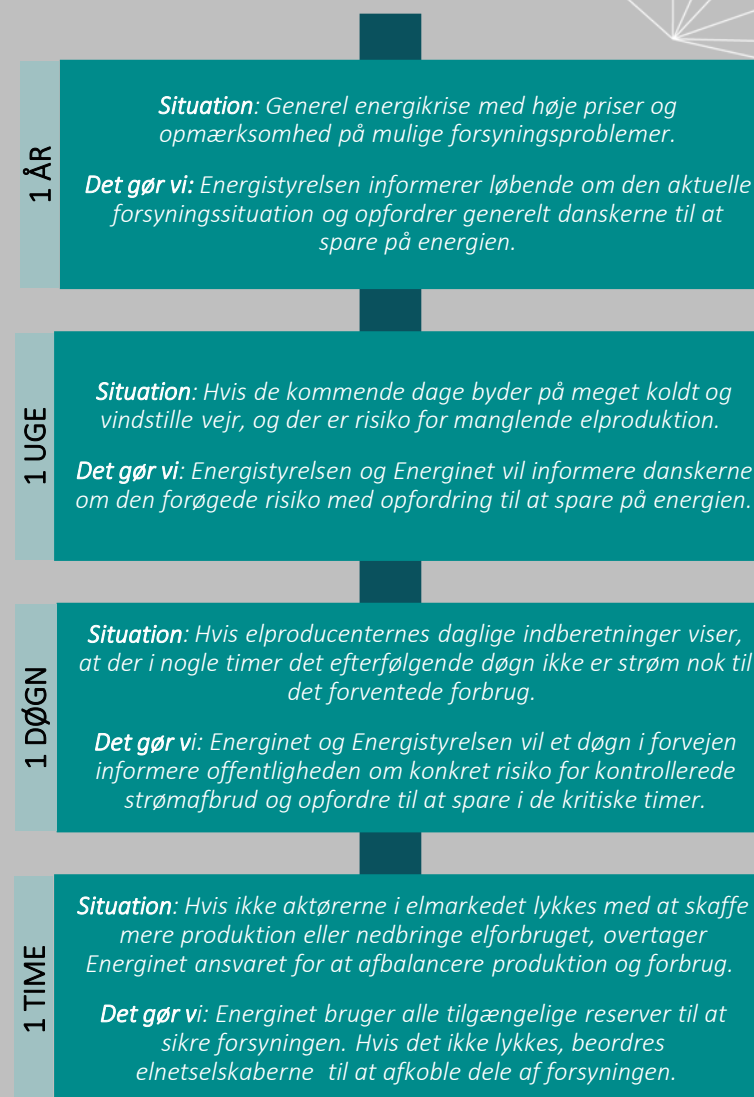 1 ÅR
Situation: Generel energikrise med høje priser og
opmærksomhed på mulige forsyningsproblemer.
Det gør vi: Energistyrelsen informerer løbende om den aktuelle
forsyningssituation og opfordrer generelt danskerne til at
spare på energien.
1 UGE
Situation: Hvis de kommende dage byder på meget koldt og
vindstille vejr, og der er risiko for manglende elproduktion.
Det gør vi: Energistyrelsen og Energinet vil informere danskerne
om den forøgede risiko med opfordring til at spare på energien.
1 DØGN
Situation: Hvis elproducenternes daglige indberetninger viser,
at der i nogle timer det efterfølgende døgn ikke er strøm nok til
det forventede forbrug.
Det gør vi: Energinet og Energistyrelsen vil et døgn i forvejen
informere offentligheden om konkret risiko for kontrollerede
strømafbrud og opfordre til at spare i de kritiske timer.
1 TIME
Situation: Hvis ikke aktørerne i elmarkedet lykkes med at skaffe
mere produktion eller nedbringe elforbruget, overtager
Energinet ansvaret for at afbalancere produktion og forbrug.
Det gør vi: Energinet bruger alle tilgængelige reserver til at
sikre forsyningen. Hvis det ikke lykkes, beordres
elnetselskaberne til at afkoble dele af forsyningen.